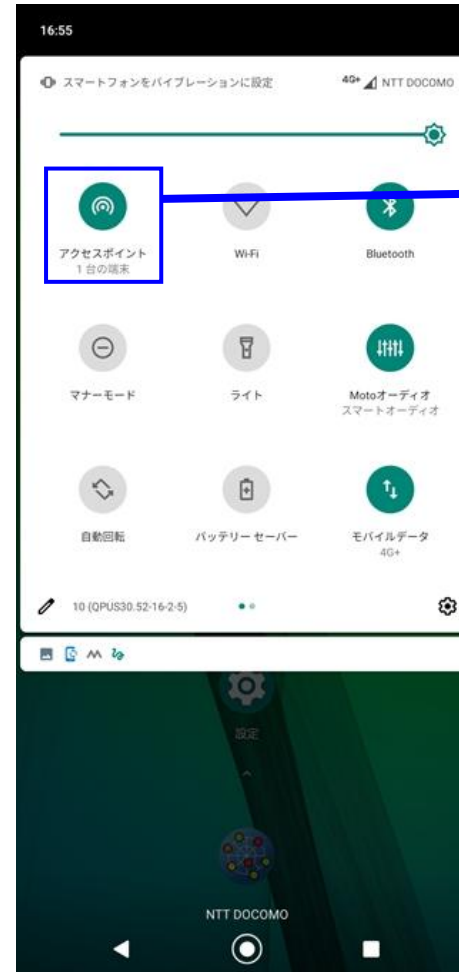 16:55
スマートフォンをバイブレーションに設定
4G+ NTT DOCOMO
アクセスポイント Wi-Fi Bluetooth
1 台の端末
マナーモード ライト Motoオーディオ
スマートオーディオ
自動回転 バッテリー セーバー モバイルデータ
4G+
10 (QPUS30.52-16-2-5)
設定
NTT DOCOMO